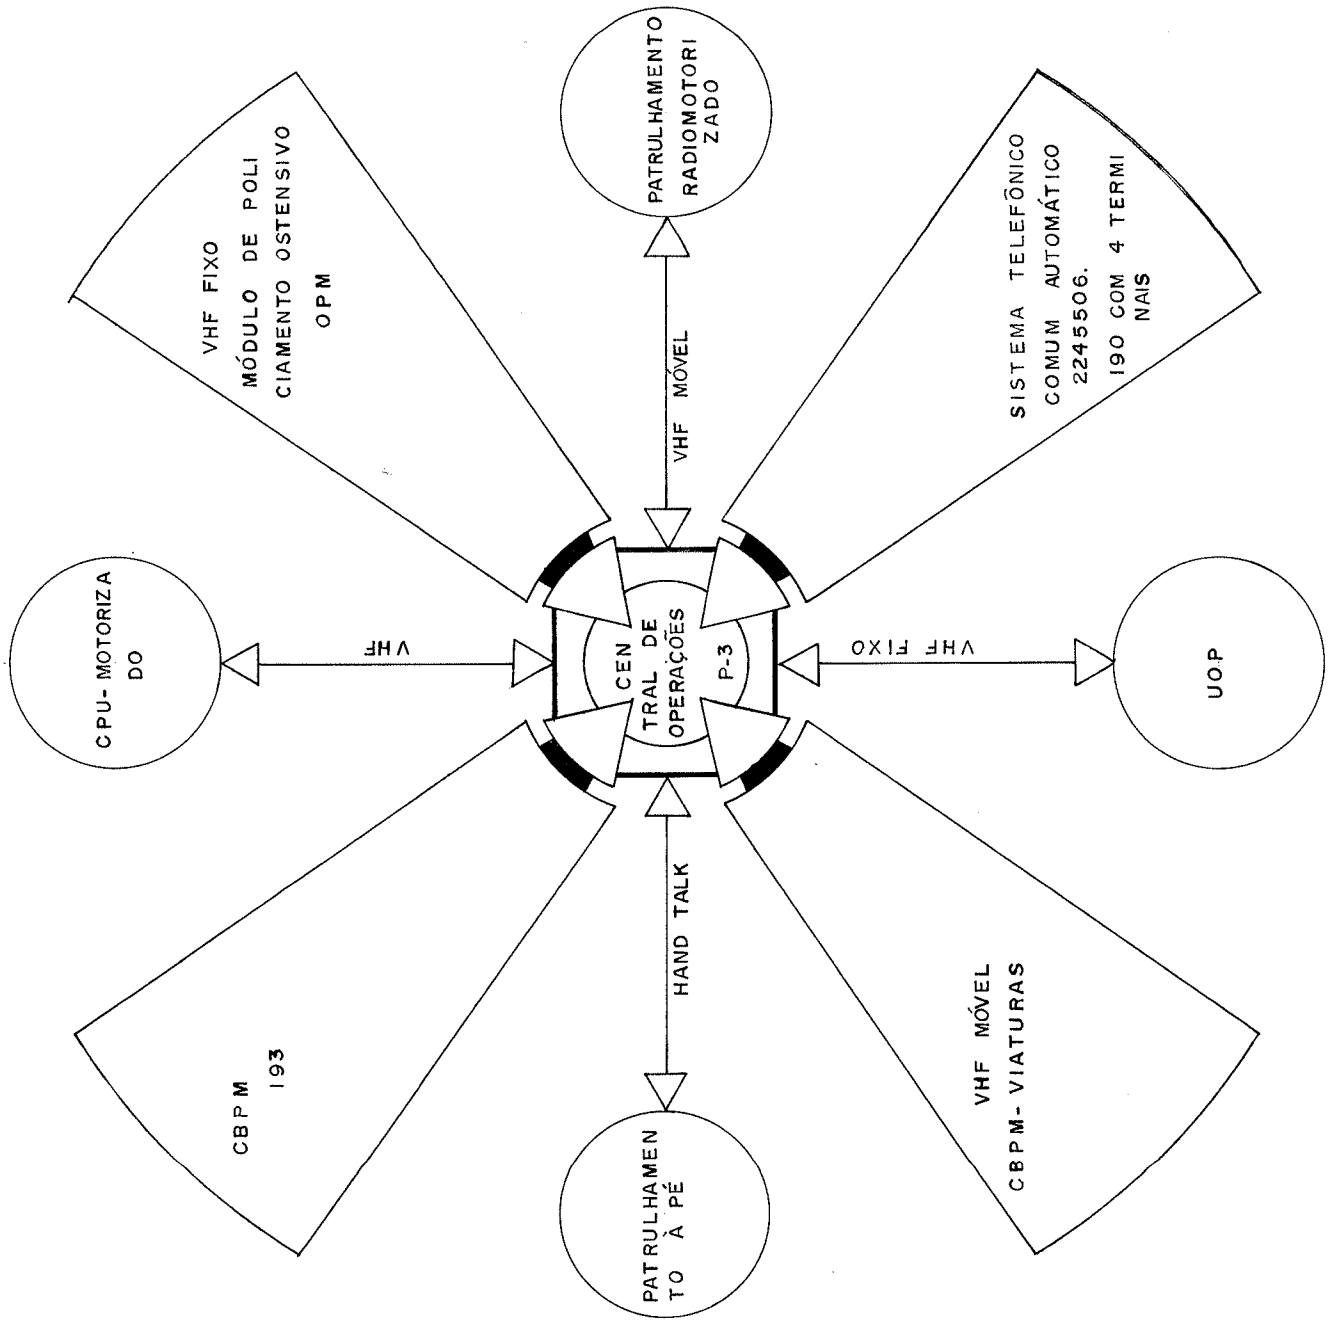 CPU-MOTORIZA
DO
CBPM
193
VHF FIXO
MÓDULO DE POLI
CIAMENTO OSTENSIVO
OPM
VHF
PATRULHAMEN
TO À PÉ
HAND TALK
CEN
TRAL DE
OPERAÇÕES
P-3
VHF MÓVEL
PATRULHAMENTO
RADIOMOTORI
ZADO
VHF FIXO
VHF MÓVEL
CBPM-VIATURAS
SISTEMA TELEFÔNICO
COMUM AUTOMÁTICO
2245506.
190 COM 4 TERMI
NAIS
UOP